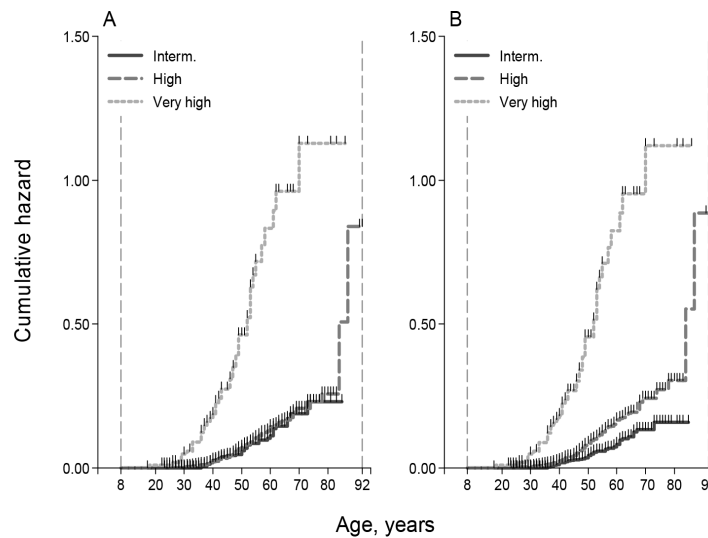 A
B
Cumulative hazard
1.50
1.00
0.50
0.00
Interm.
High
Very high
8 20 30 40 50 60 70 80 92
1.50
1.00
0.50
0.00
Interm.
High
Very high
8 20 30 40 50 60 70 80 9
Age, years